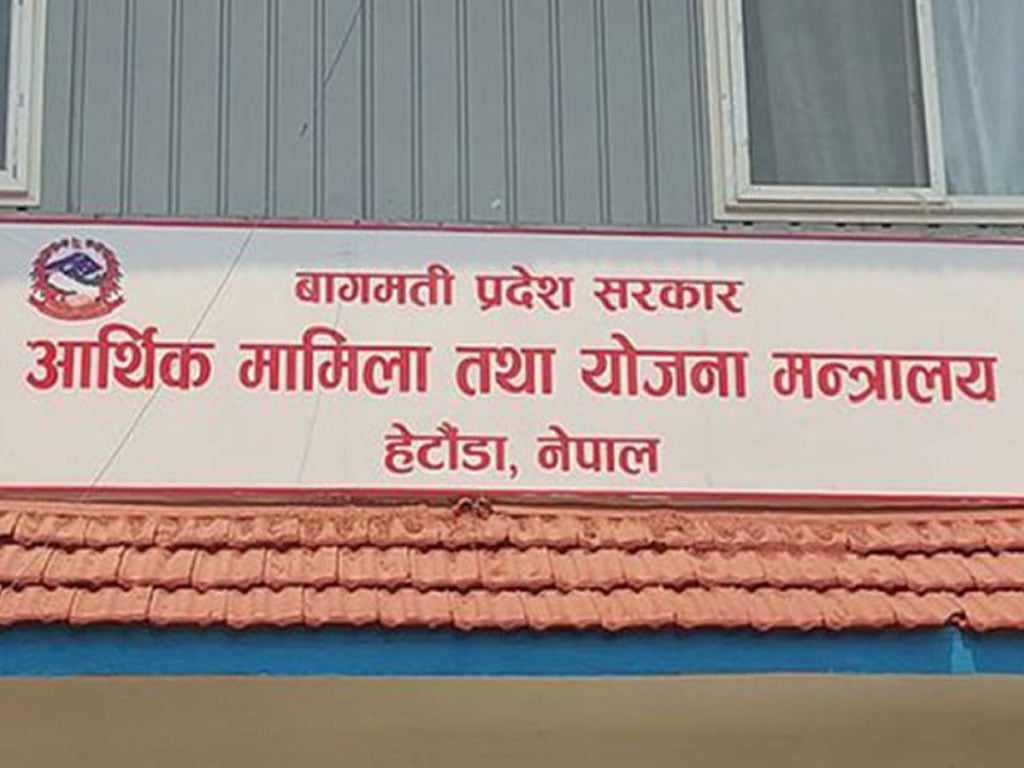 बागमती प्रदेश सरकार
आर्थिक मामिला तथा योजना मन्त्रालय
हेटौंडा, नेपाल